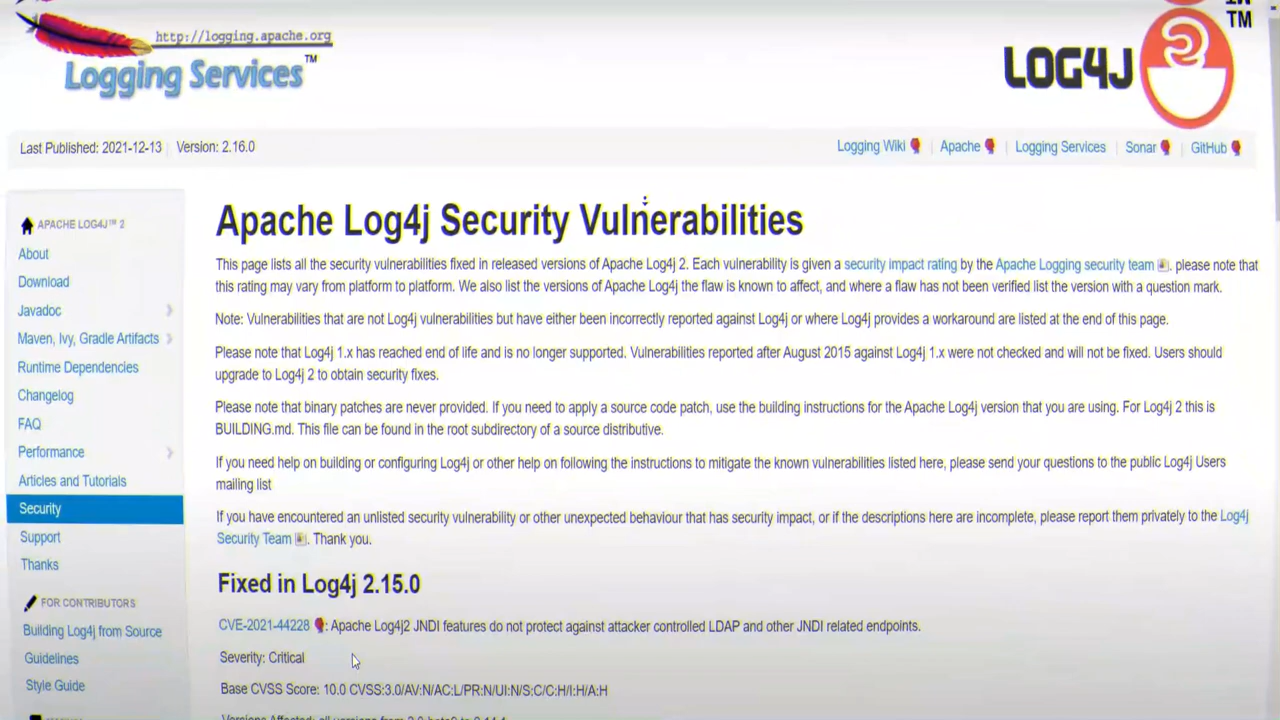 IN
TM
http://logging.apache.org
Logging Services™
LOG4J
2
Last Published: 2021-12-13 Version: 2.16.0
Logging Wiki Apache Logging Services Sonar GitHub
APACHE LOG4J™ 2
About
Download
Javadoc
Maven, Ivy, Gradle Artifacts
Runtime Dependencies
Changelog
FAQ
Performance
Articles and Tutorials
Security
Support
Thanks
FOR CONTRIBUTORS
Building Log4j from Source
Guidelines
Style Guide
Apache Log4j Security Vulnerabilities
This page lists all the security vulnerabilities fixed in released versions of Apache Log4j 2. Each vulnerability is given a security impact rating by the Apache Logging security team. please note that
this rating may vary from platform to platform. We also list the versions of Apache Log4j the flaw is known to affect, and where a flaw has not been verified list the version with a question mark.
Note: Vulnerabilities that are not Log4j vulnerabilities but have either been incorrectly reported against Log4j or where Log4j provides a workaround are listed at the end of this page.
Please note that Log4j 1.x has reached end of life and is no longer supported. Vulnerabilities reported after August 2015 against Log4j 1.x were not checked and will not be fixed. Users should
upgrade to Log4j 2 to obtain security fixes.
Please note that binary patches are never provided. If you need to apply a source code patch, use the building instructions for the Apache Log4j version that you are using. For Log4j 2 this is
BUILDING.md. This file can be found in the root subdirectory of a source distributive.
If you need help on building or configuring Log4j or other help on following the instructions to mitigate the known vulnerabilities listed here, please send your questions to the public Log4j Users
mailing list
If you have encountered an unlisted security vulnerability or other unexpected behaviour that has security impact, or if the descriptions here are incomplete, please report them privately to the Log4j
Security Team. Thank you.
Fixed in Log4j 2.15.0
CVE-2021-44228: Apache Log4j2 JNDI features do not protect against attacker controlled LDAP and other JNDI related endpoints.
Severity: Critical
Base CVSS Score: 10.0 CVSS:3.0/AV:N/AC:L/PR:N/UI:N/S:C/C:H/I:H/A:H